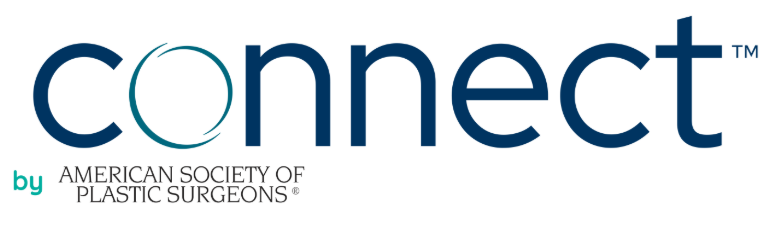 connect™
by AMERICAN SOCIETY OF
PLASTIC SURGEONS®